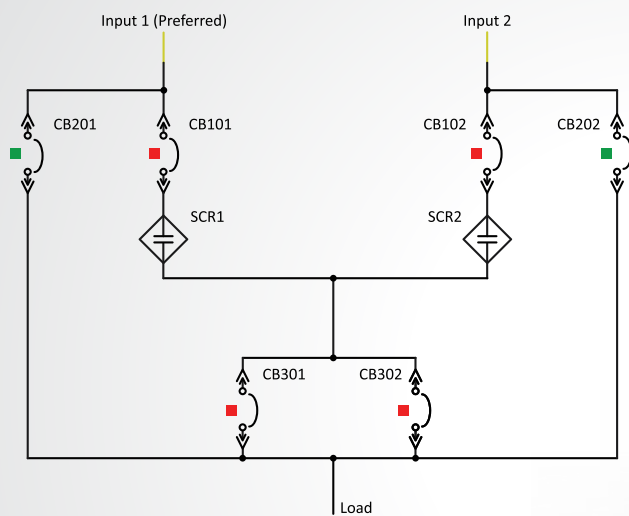 Input 1 (Preferred)
Input 2
CB201
CB101
CB102
CB202
SCR1
SCR2
CB301
CB302
Load